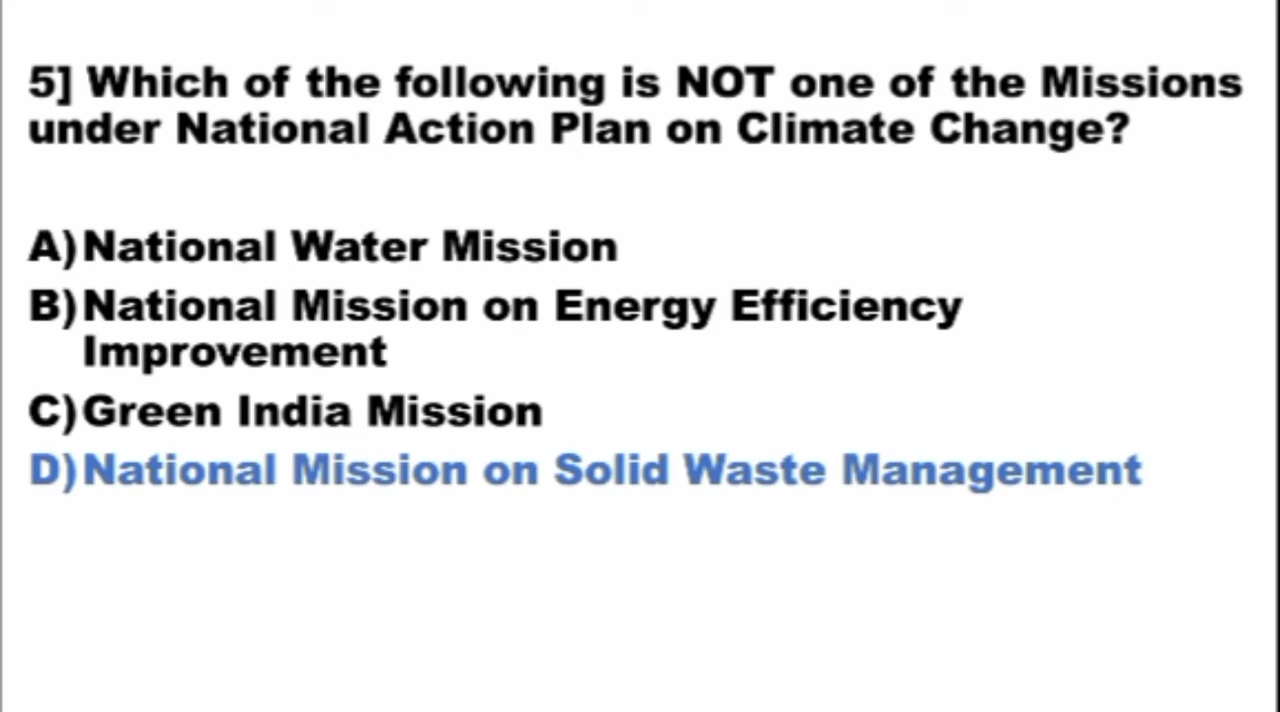 5] Which of the following is NOT one of the Missions
under National Action Plan on Climate Change?
A) National Water Mission
B) National Mission on Energy Efficiency
Improvement
C) Green India Mission
D) National Mission on Solid Waste Management